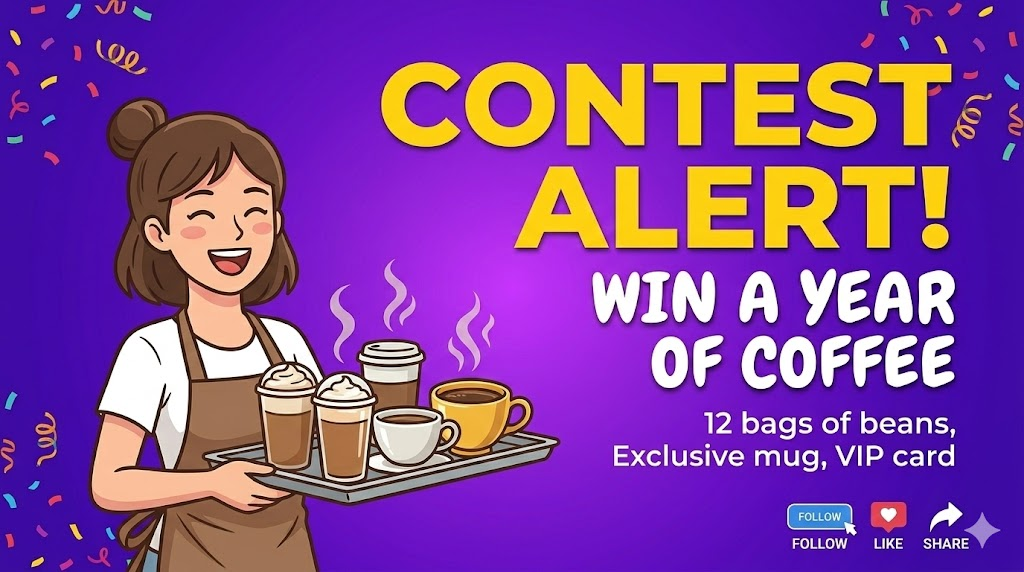 CONTEST
ALERT!
WIN A YEAR
OF COFFEE
12 bags of beans,
Exclusive mug, VIP card
FOLLOW
FOLLOW LIKE SHARE